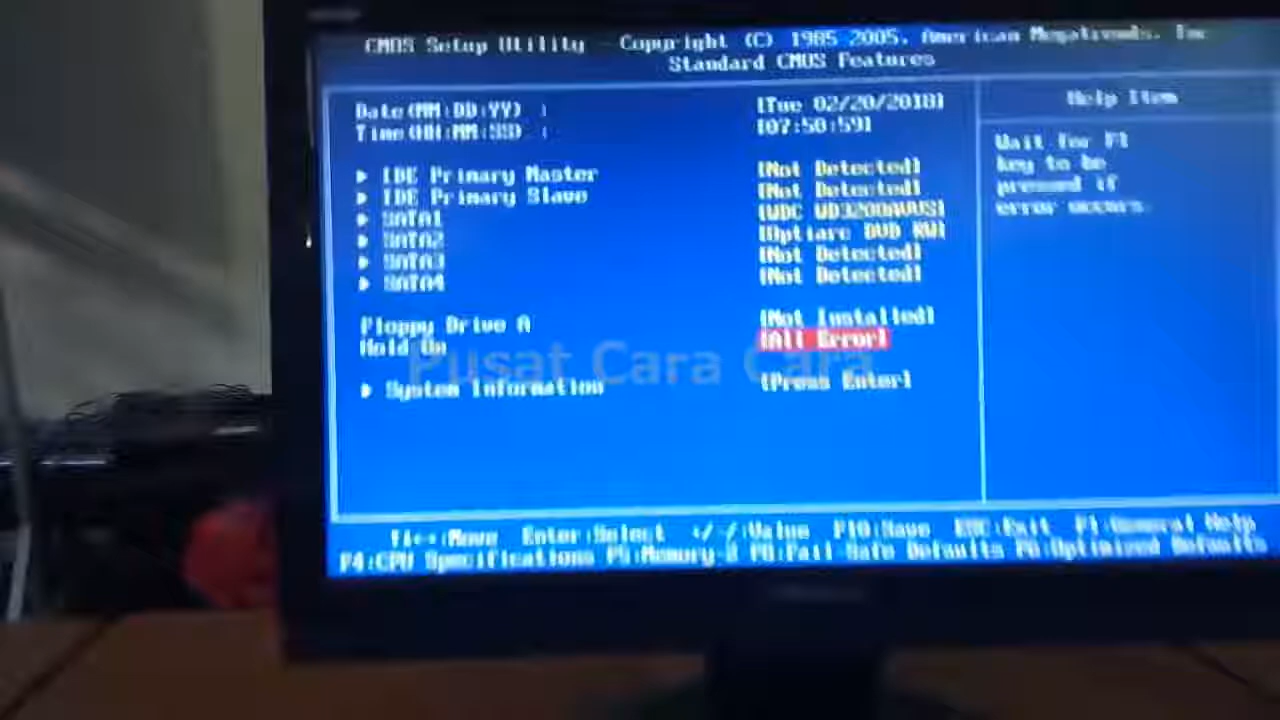 CMOS Setup Utility - Copyright (C) 1985-2005, American Megatrends, Inc
Standard CMOS Features
Date(MM:DD:YY) : [Tue 02/20/2018]
Time(HH:MM:SS) : [07:50:59]
Help Item
IDE Primary Master [Not Detected]
IDE Primary Slave [Not Detected]
SATA1 [WDC WD3200AVVS]
SATA2 [Optiarc DVD RW]
SATA3 [Not Detected]
SATA4 [Not Detected]
Floppy Drive A [Not Installed]
Hold On [All Error]
System Information [Press Enter]
Wait for F1
key to be
pressed if
error occurs.
Pusat Cara Cara
:Move Enter:Select +/-/:Value F10:Save ESC:Exit F1:General Help
F4:CPU Specifications F5:Memory-Z F8:Fail-Safe Defaults F6:Optimized Defaults